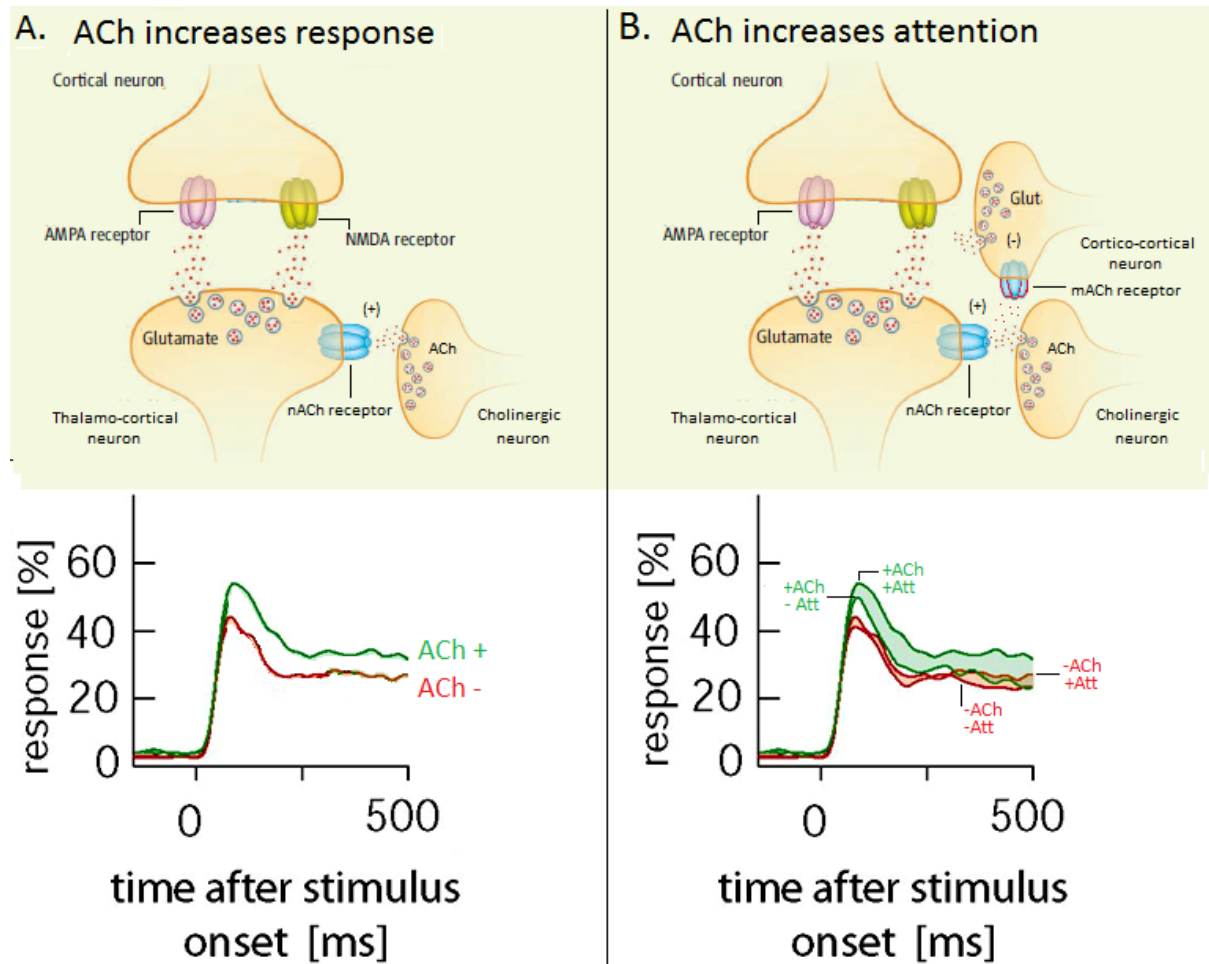 A. ACh increases response
Cortical neuron
AMPA receptor
NMDA receptor
(+)
Glutamate
ACh
nACh receptor
Thalamo-cortical
neuron
Cholinergic
neuron
response [%]
60
40
20
0
ACh +
ACh -
0
500
time after stimulus
onset [ms]
B. ACh increases attention
Cortical neuron
Glut
(-)
AMPA receptor
Cortico-cortical
neuron
mACh receptor
(+)
Glutamate
ACh
nACh receptor
Thalamo-cortical
neuron
Cholinergic
neuron
response [%]
60
40
20
0
+ACh
+Att
+ACh
- Att
-ACh
+Att
-ACh
-Att
0
500
time after stimulus
onset [ms]